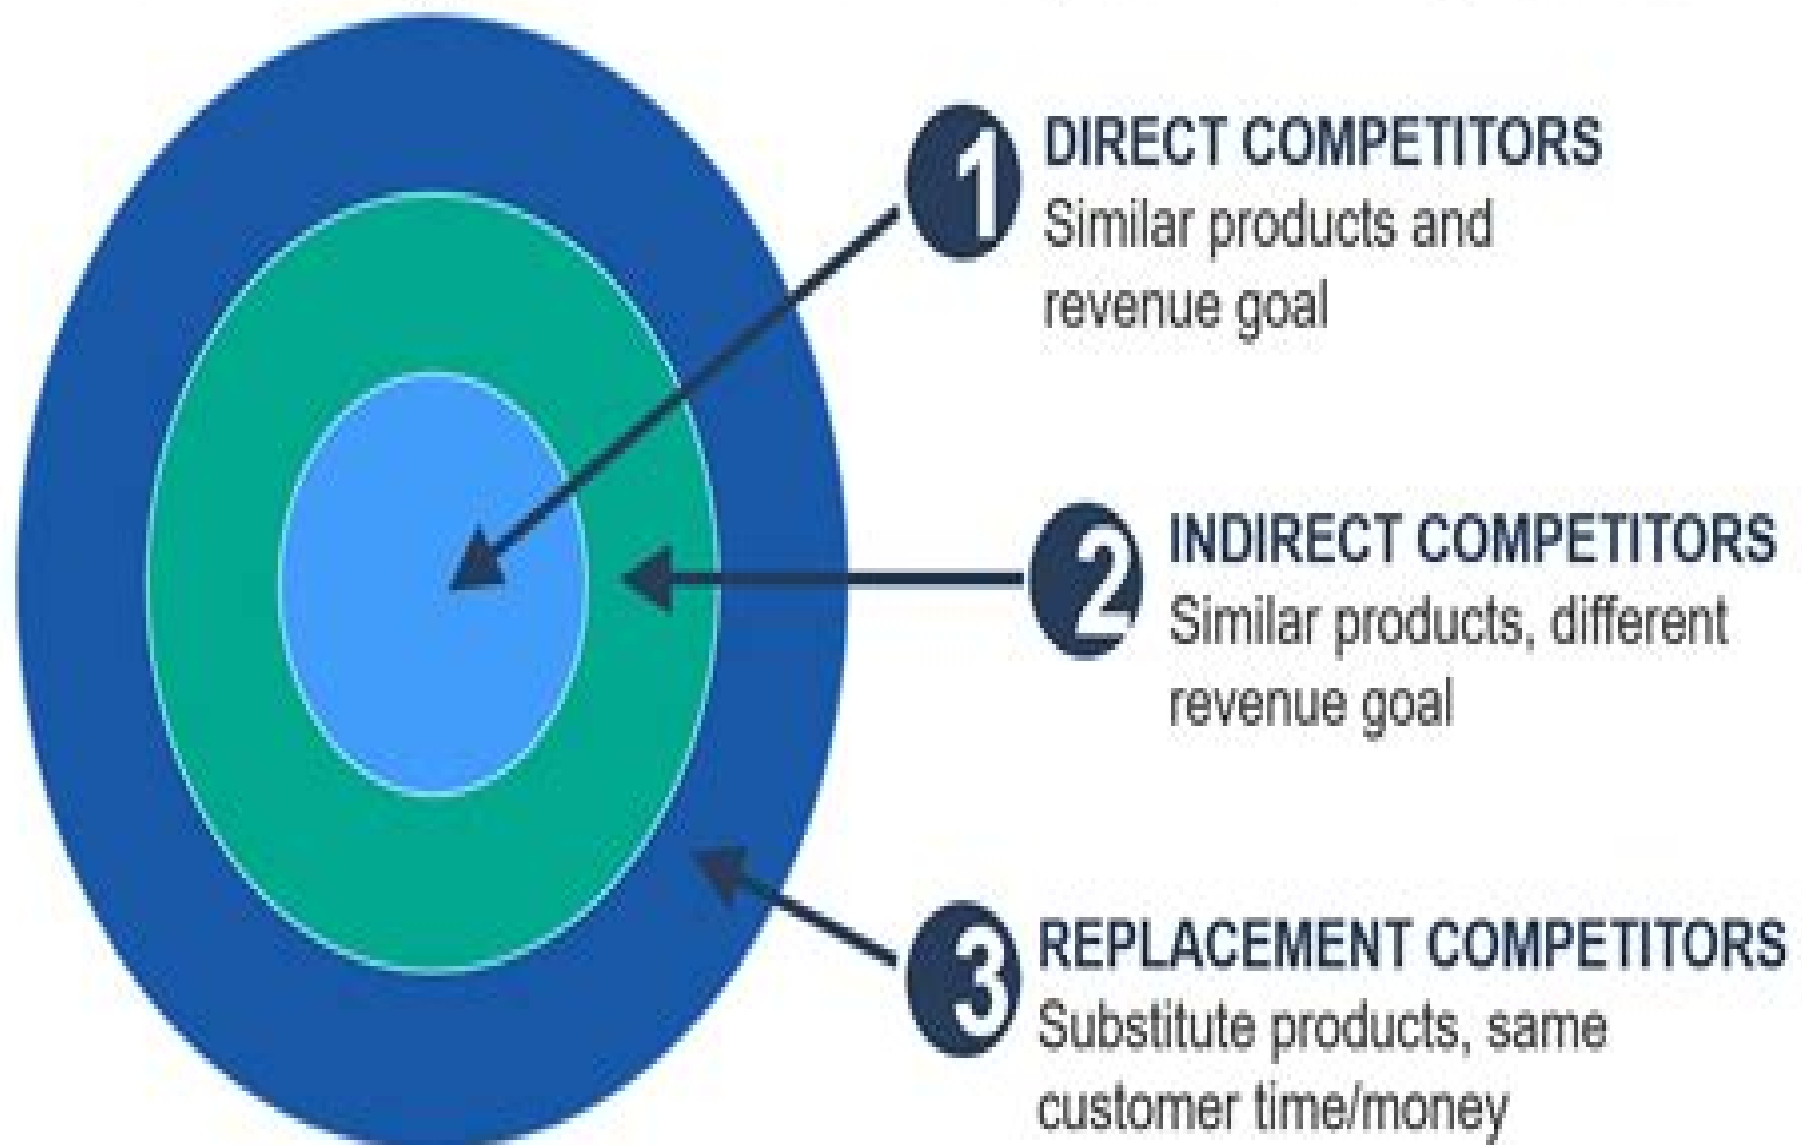 1 DIRECT COMPETITORS
Similar products and
revenue goal
2 INDIRECT COMPETITORS
Similar products, different
revenue goal
3 REPLACEMENT COMPETITORS
Substitute products, same
customer time/money